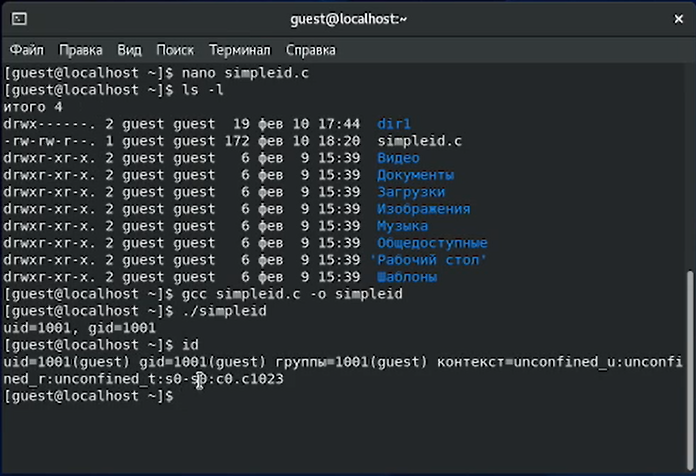 guest@localhost:~
Файл Правка Вид Поиск Терминал Справка
[guest@localhost ~]$ nano simpleid.c
[guest@localhost ~]$ ls -l
итого 4
drwx------. 2 guest guest  19 фев 10 17:44 dir1
-rw-rw-r--. 1 guest guest 172 фев 10 18:20 simpleid.c
drwxr-xr-x. 2 guest guest   6 фев  9 15:39 Видео
drwxr-xr-x. 2 guest guest   6 фев  9 15:39 Документы
drwxr-xr-x. 2 guest guest   6 фев  9 15:39 Загрузки
drwxr-xr-x. 2 guest guest   6 фев  9 15:39 Изображения
drwxr-xr-x. 2 guest guest   6 фев  9 15:39 Музыка
drwxr-xr-x. 2 guest guest   6 фев  9 15:39 Общедоступные
drwxr-xr-x. 2 guest guest   6 фев  9 15:39 'Рабочий стол'
drwxr-xr-x. 2 guest guest   6 фев  9 15:39 Шаблоны
[guest@localhost ~]$ gcc simpleid.c -o simpleid
[guest@localhost ~]$ ./simpleid
uid=1001, gid=1001
[guest@localhost ~]$ id
uid=1001(guest) gid=1001(guest) группы=1001(guest) контекст=unconfined_u:unconfi
ned_r:unconfined_t:s0-s0:c0.c1023
[guest@localhost ~]$